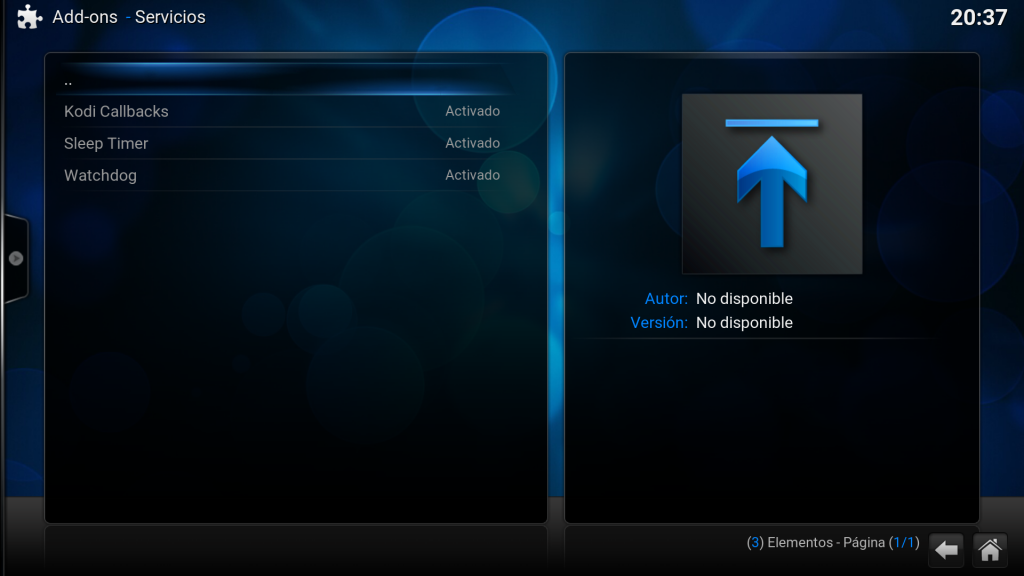 Add-ons - Servicios
20:37
..
Kodi Callbacks Activado
Sleep Timer Activado
Watchdog Activado
Autor: No disponible
Versión: No disponible
(3) Elementos - Página (1/1)